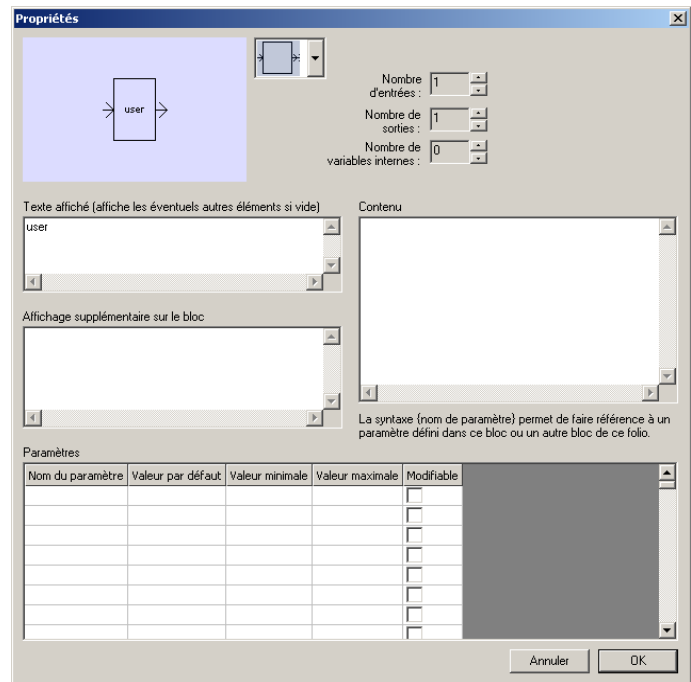 Propriétés
user
Nombre
d'entrées :
1
Nombre de
sorties :
1
Nombre de
variables internes :
0
Texte affiché (affiche les éventuels autres éléments si vide)
user
Contenu
Affichage supplémentaire sur le bloc
La syntaxe {nom de paramètre} permet de faire référence à un
paramètre défini dans ce bloc ou un autre bloc de ce folio.
Paramètres
Nom du paramètre Valeur par défaut Valeur minimale Valeur maximale Modifiable
Annuler OK